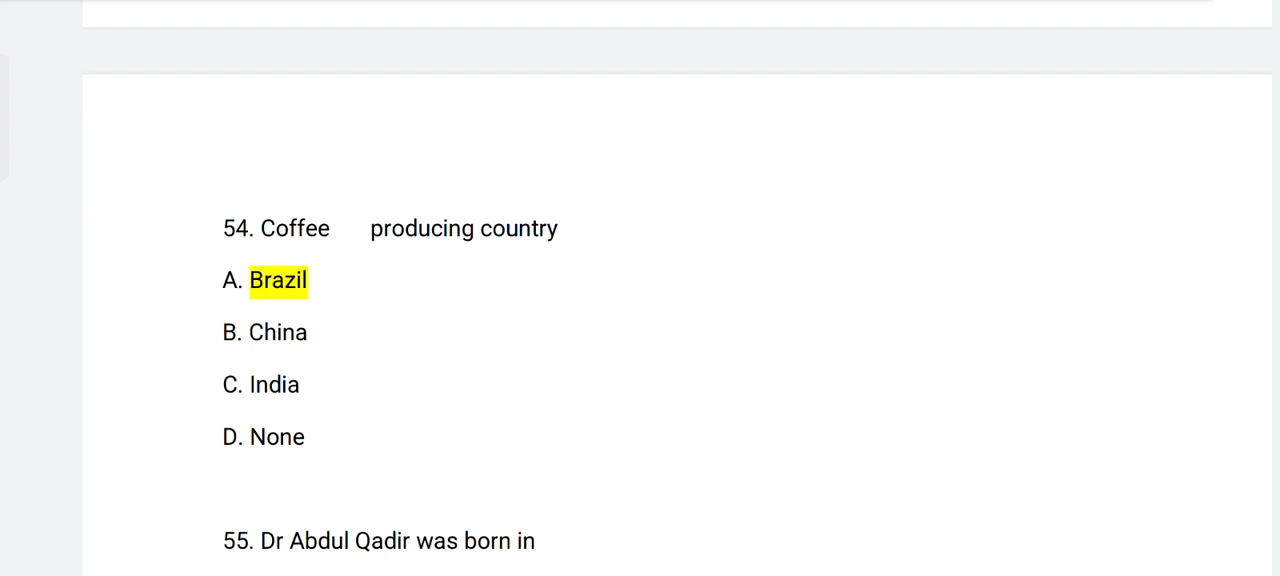 54. Coffee producing country
A. Brazil
B. China
C. India
D. None
55. Dr Abdul Qadir was born in